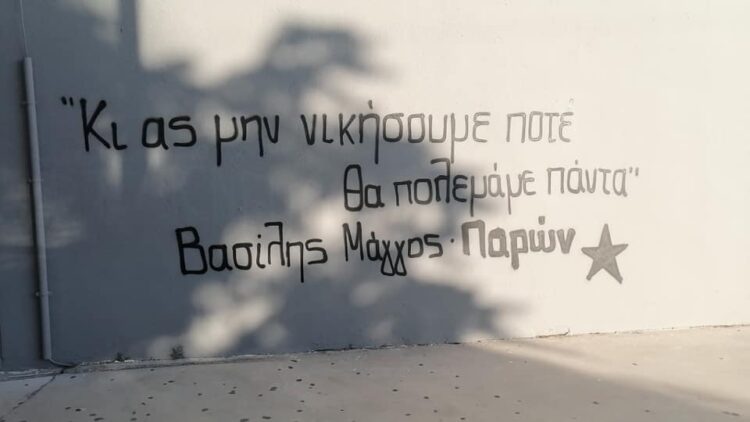 "Κι ας μην νικήσουμε ποτέ
θα πολεμάμε πάντα"
Βασίλης Μάγγος· Παρών